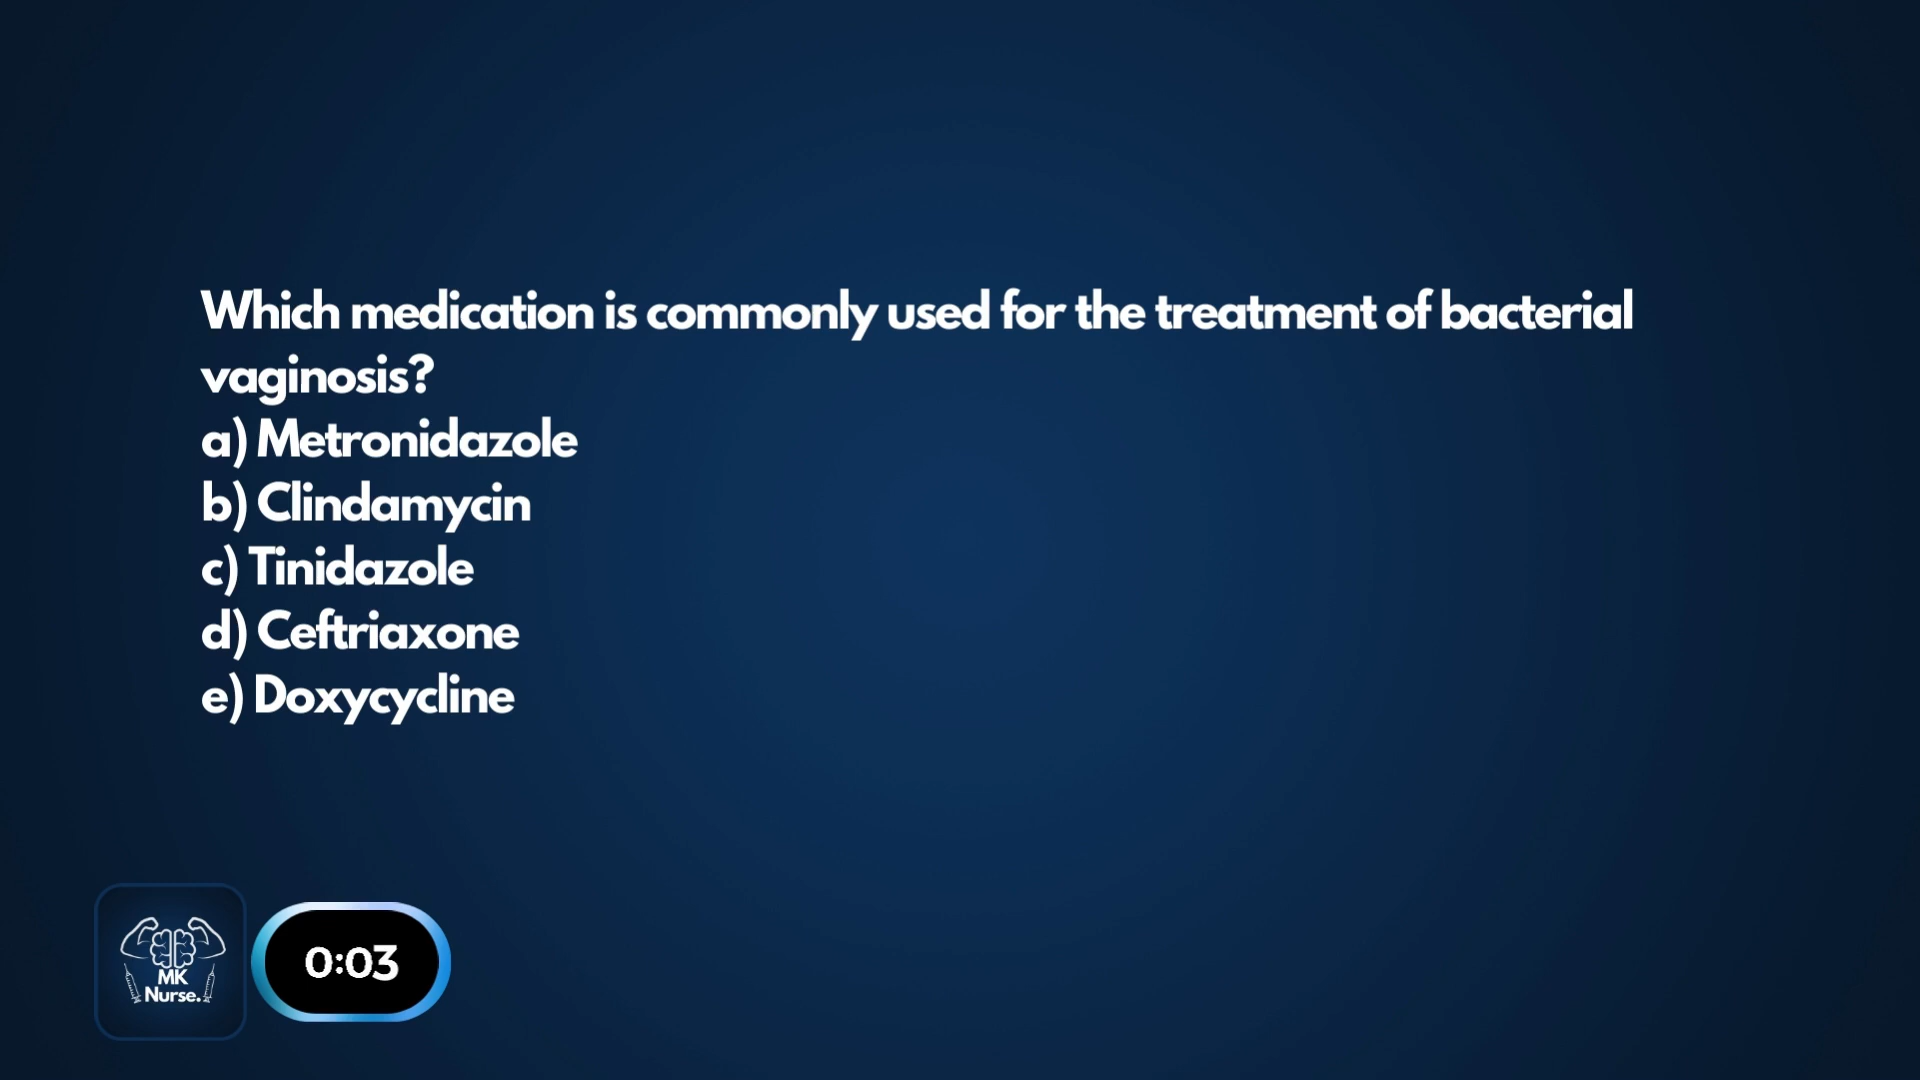 Which medication is commonly used for the treatment of bacterial
vaginosis?
a) Metronidazole
b) Clindamycin
c) Tinidazole
d) Ceftriaxone
e) Doxycycline
MK
Nurse.
0:03